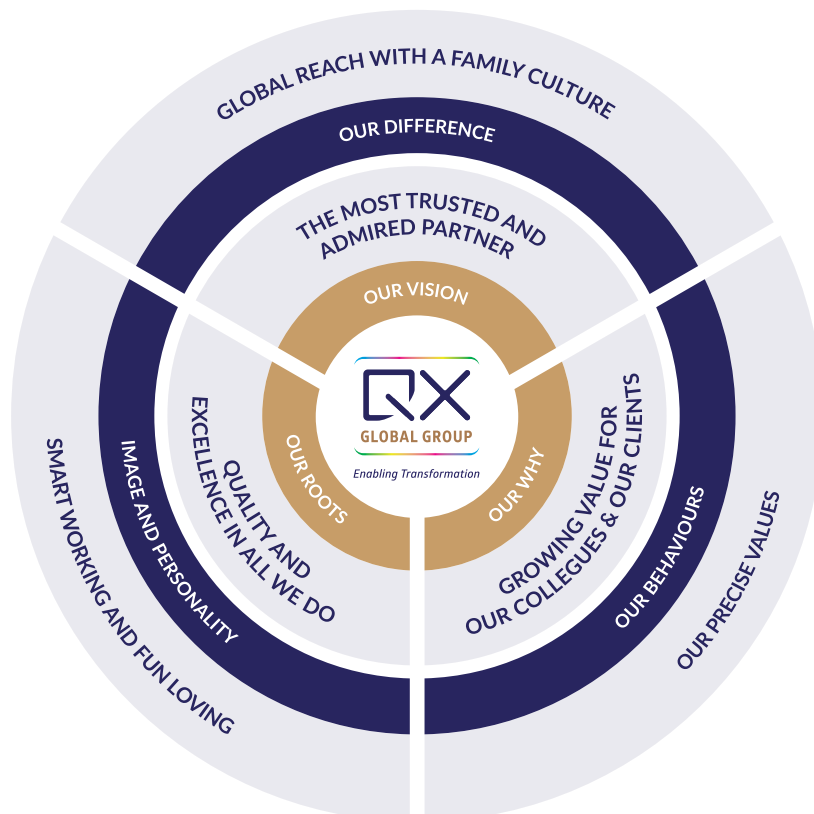 GLOBAL REACH WITH A FAMILY CULTURE
OUR DIFFERENCE
THE MOST TRUSTED AND
ADMIRED PARTNER
OUR VISION
QX
GLOBAL GROUP
Enabling Transformation
OUR ROOTS
QUALITY AND
EXCELLENCE IN ALL WE DO
IMAGE AND PERSONALITY
SMART WORKING AND FUN LOVING
OUR WHY
GROWING VALUE FOR
OUR COLLEGUES & OUR CLIENTS
OUR BEHAVIOURS
OUR PRECISE VALUES